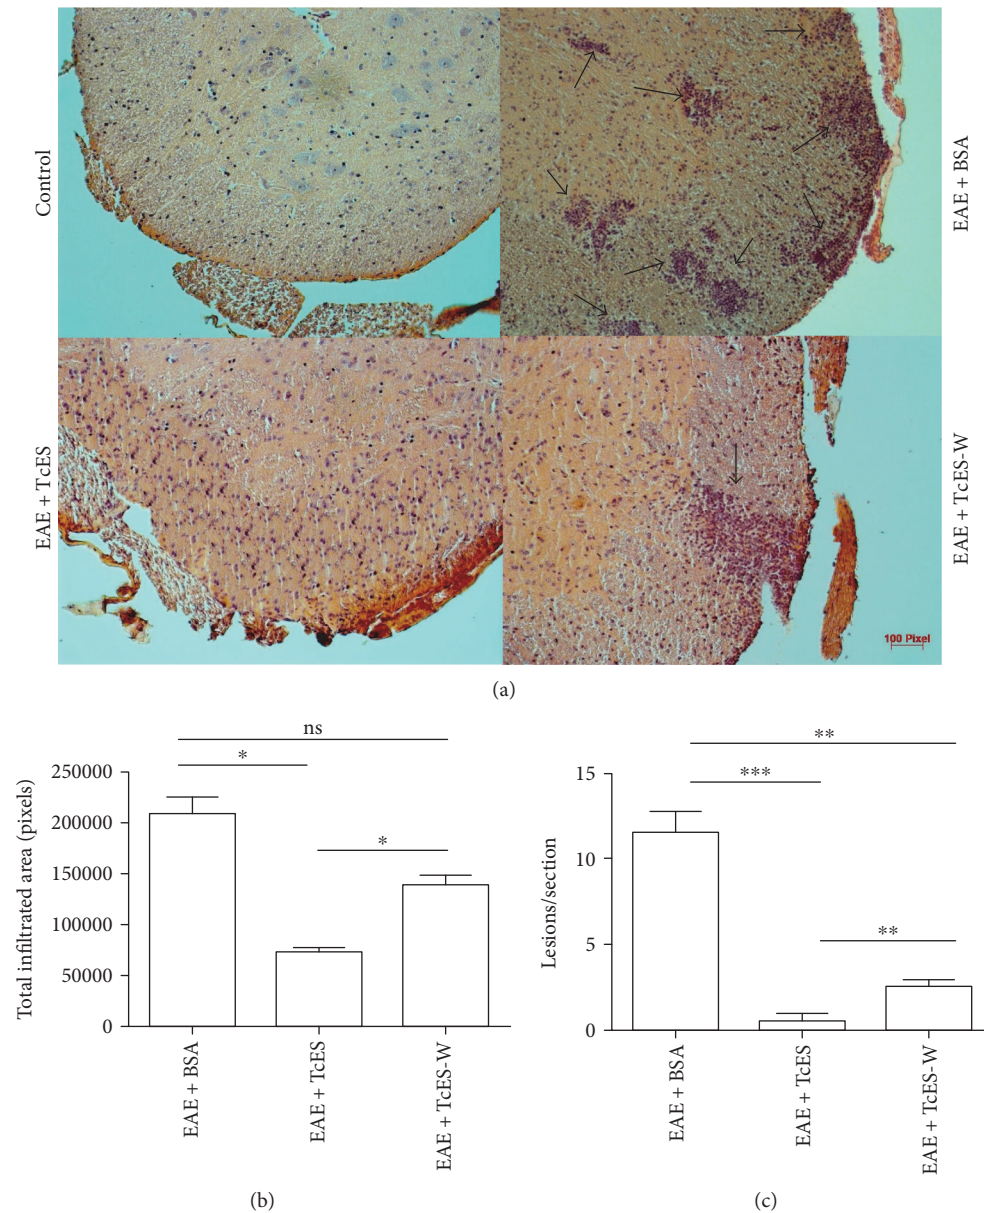 Control
EAE + BSA
EAE + TcES
EAE + TcES-W
100 Pixel
(a)
ns
*
*
250000
200000
150000
100000
50000
0
Total infiltrated area (pixels)
EAE + BSA
EAE + TcES
EAE + TcES-W
(b)
**
***
**
15
10
5
0
Lesions/section
EAE + BSA
EAE + TcES
EAE + TcES-W
(c)